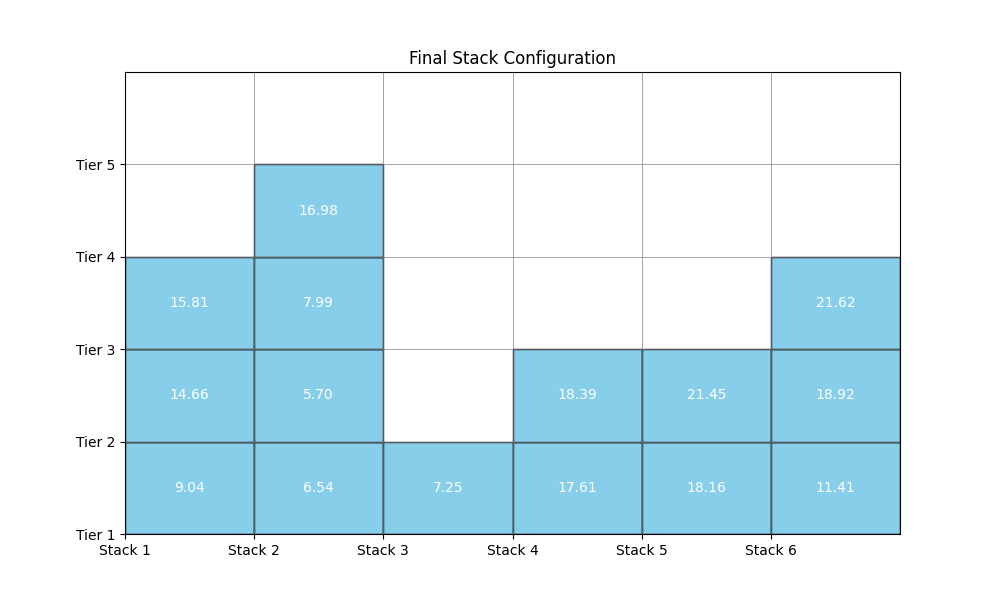 Final Stack Configuration
Tier 5
16.98
Tier 4
15.81 7.99 21.62
Tier 3
14.66 5.70 18.39 21.45 18.92
Tier 2
9.04 6.54 7.25 17.61 18.16 11.41
Tier 1
Stack 1 Stack 2 Stack 3 Stack 4 Stack 5 Stack 6